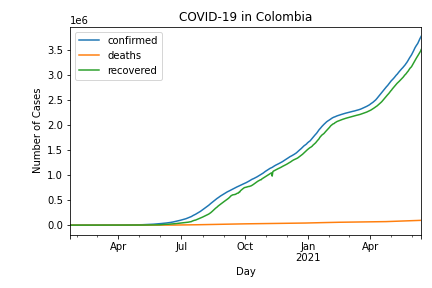 COVID-19 in Colombia
1e6
confirmed
deaths
recovered
3.5
3.0
2.5
2.0
1.5
1.0
0.5
0.0
Number of Cases
Apr
Jul
Oct
Jan
2021
Apr
Day